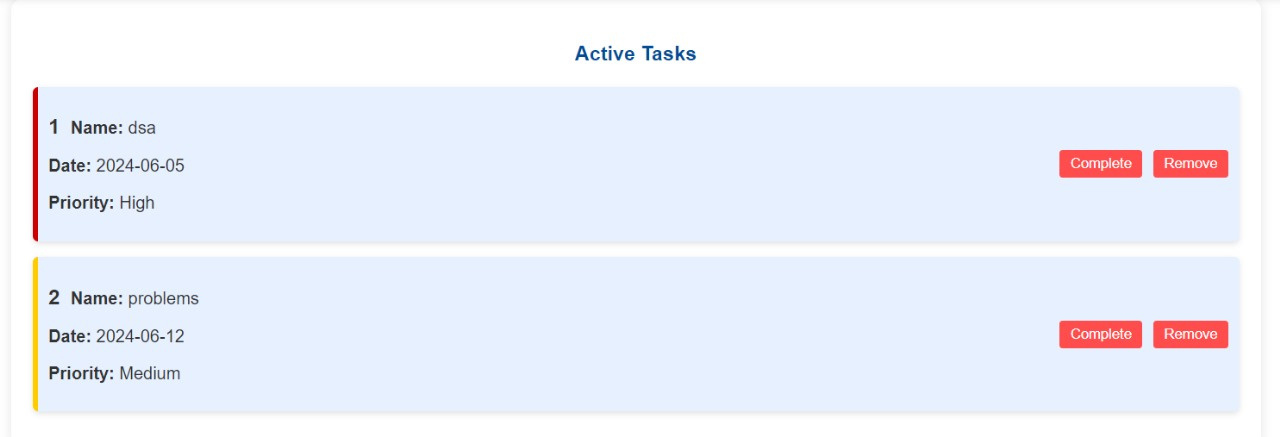 Active Tasks
1 Name: dsa
Date: 2024-06-05
Complete Remove
Priority: High
2 Name: problems
Date: 2024-06-12
Complete Remove
Priority: Medium